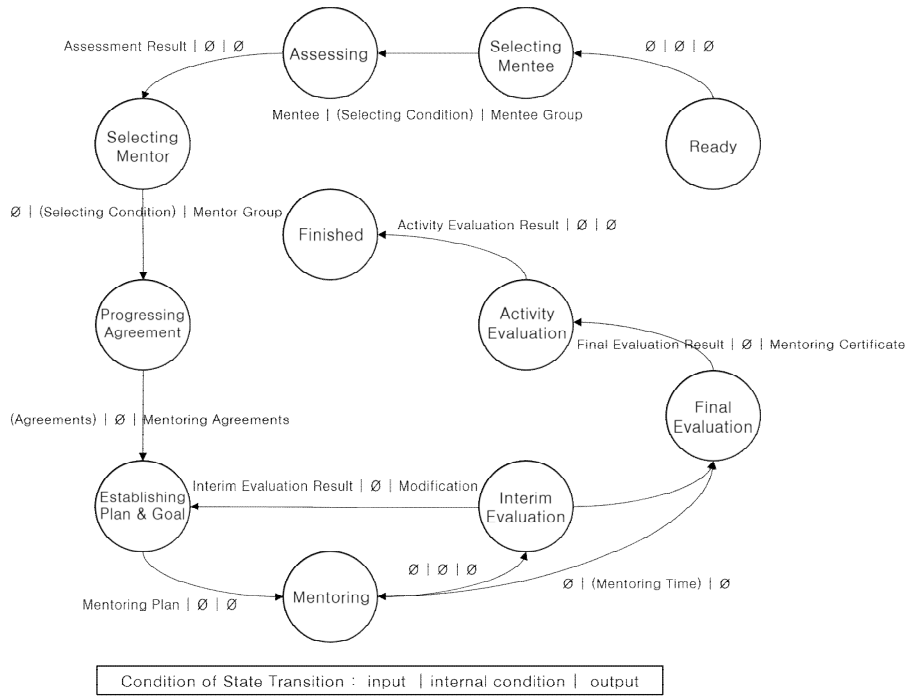 Assessment Result | Ø | Ø
Assessing
Selecting
Mentee
Ø | Ø | Ø
Mentee | (Selecting Condition) | Mentee Group
Selecting
Mentor
Ready
Ø | (Selecting Condition) | Mentor Group
Finished
Activity Evaluation Result | Ø | Ø
Progressing
Agreement
Activity
Evaluation
Final Evaluation Result | Ø | Mentoring Certificate
(Agreements) | Ø | Mentoring Agreements
Final
Evaluation
Interim Evaluation Result | Ø | Modification
Establishing
Plan & Goal
Interim
Evaluation
Ø | Ø | Ø
Ø | (Mentoring Time) | Ø
Mentoring Plan | Ø | Ø
Mentoring
Condition of State Transition : input | internal condition | output